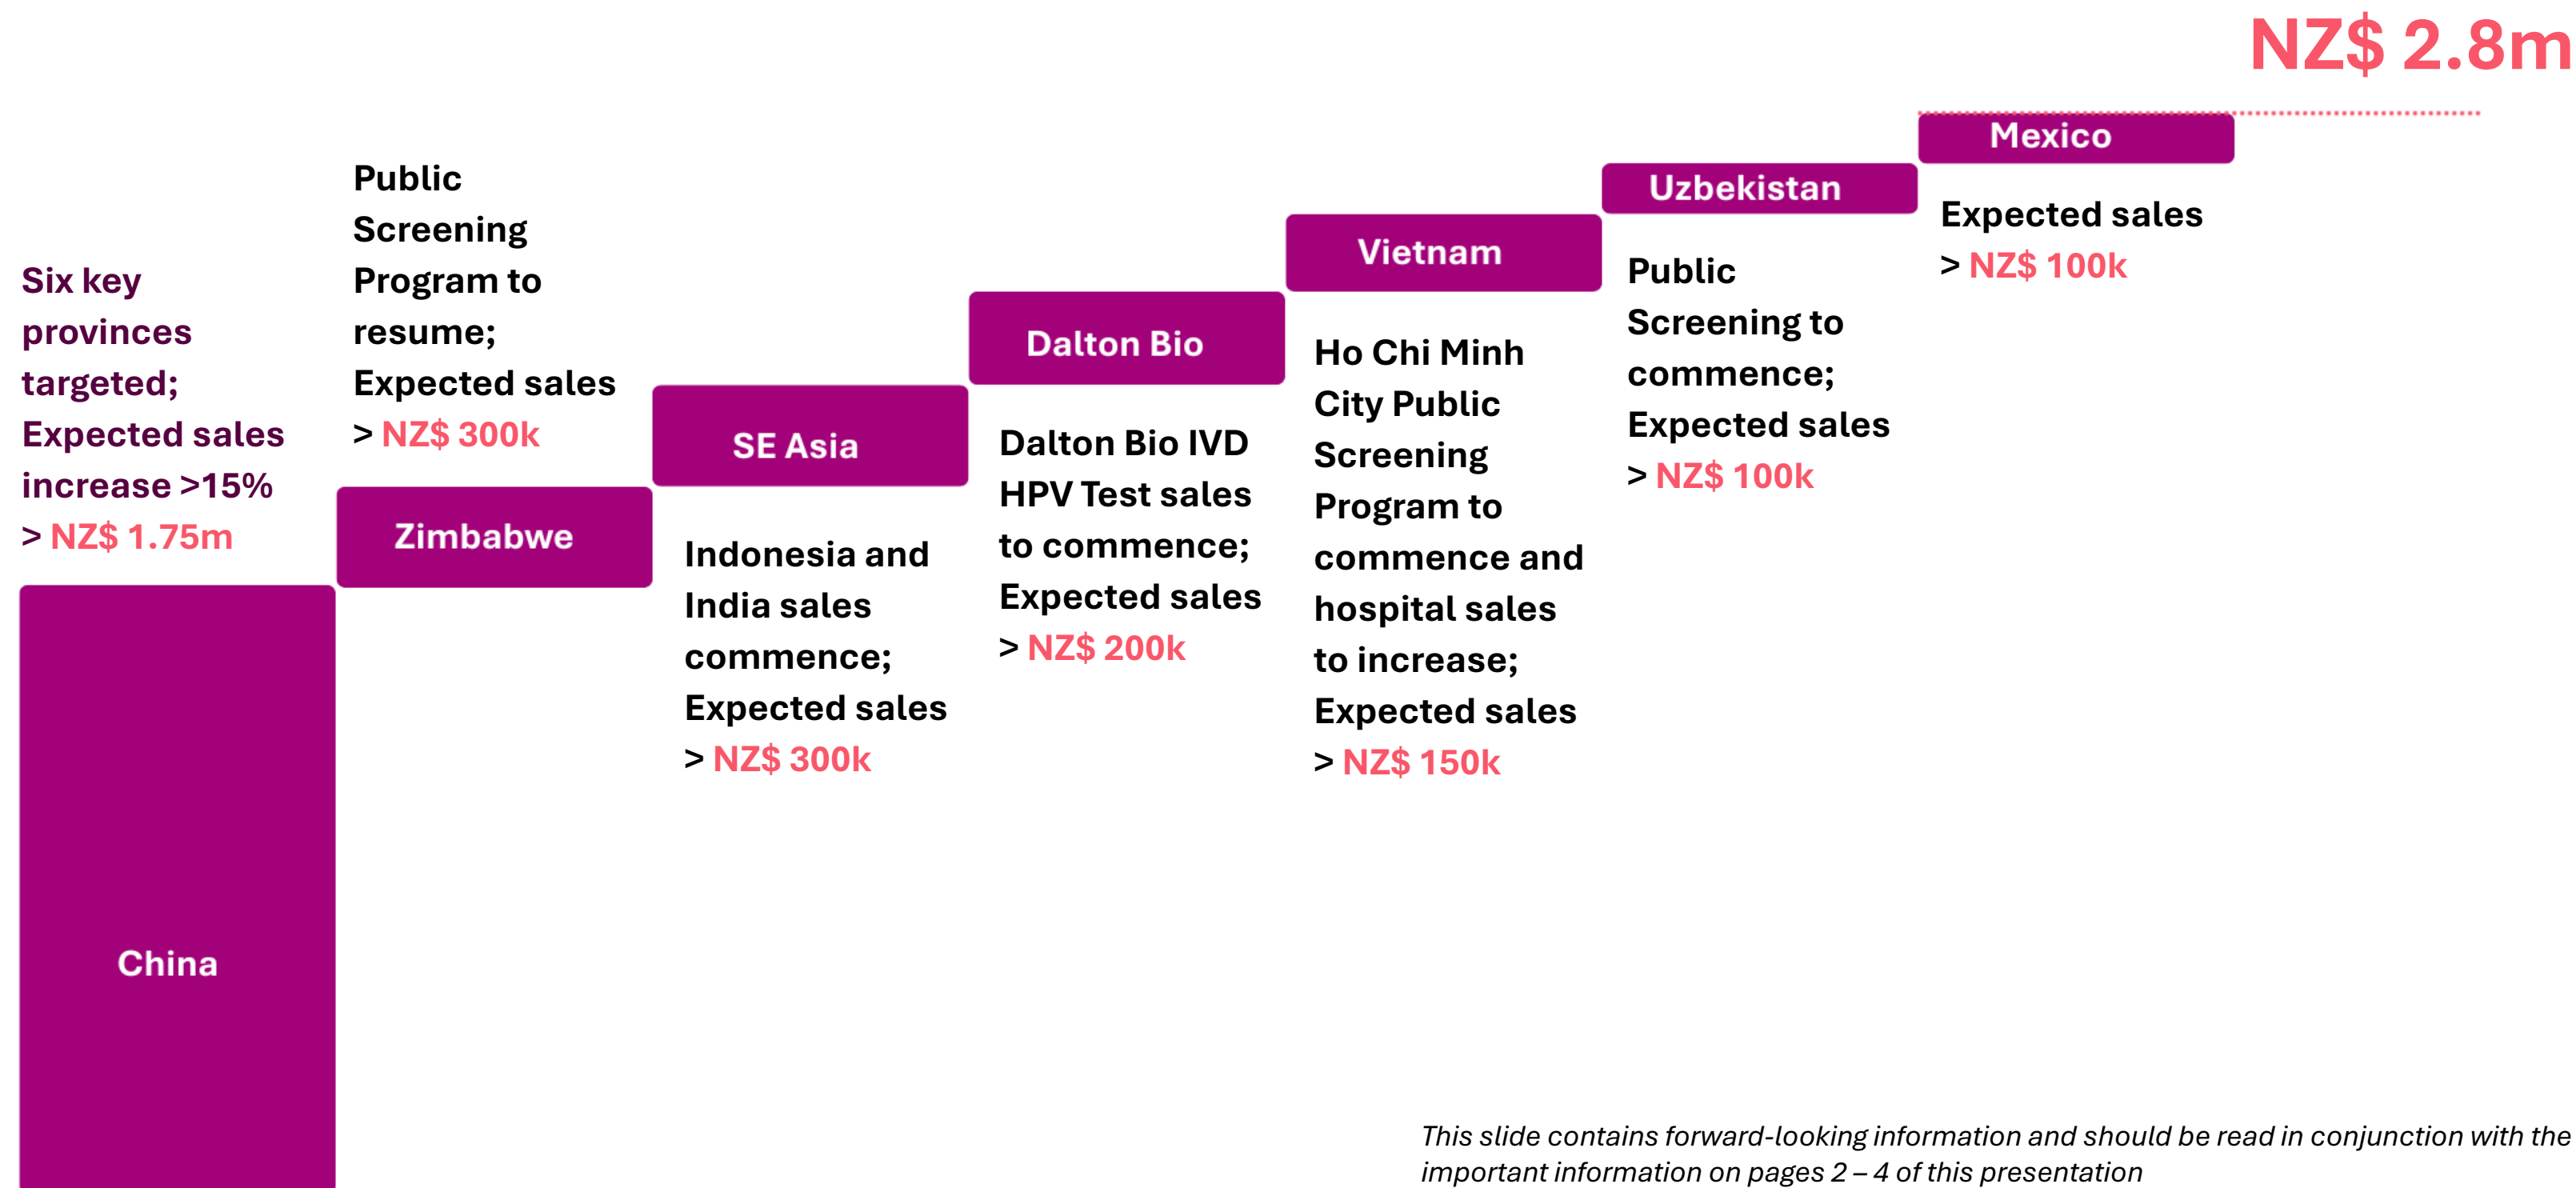 NZ$ 2.8m
Six key
provinces
targeted;
Expected sales
increase >15%
> NZ$ 1.75m
China
Public
Screening
Program to
resume;
Expected sales
> NZ$ 300k
Zimbabwe
SE Asia
Indonesia and
India sales
commence;
Expected sales
> NZ$ 300k
Dalton Bio
Dalton Bio IVD
HPV Test sales
to commence;
Expected sales
> NZ$ 200k
Vietnam
Ho Chi Minh
City Public
Screening
Program to
commence and
hospital sales
to increase;
Expected sales
> NZ$ 150k
Uzbekistan
Public
Screening to
commence;
Expected sales
> NZ$ 100k
Mexico
Expected sales
> NZ$ 100k
This slide contains forward-looking information and should be read in conjunction with the
important information on pages 2 – 4 of this presentation